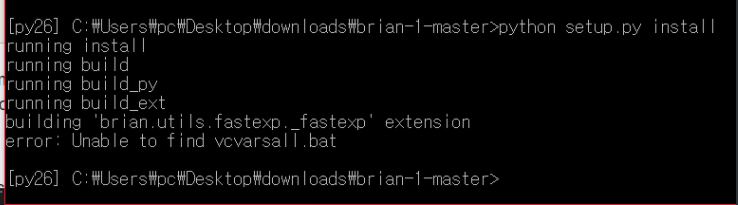 [py26] C:₩Users₩pc₩Desktop₩downloads₩brian-1-master>python setup.py install
running install
running build
running build_py
running build_ext
building 'brian.utils.fastexp._fastexp' extension
error: Unable to find vcvarsall.bat
[py26] C:₩Users₩pc₩Desktop₩downloads₩brian-1-master>